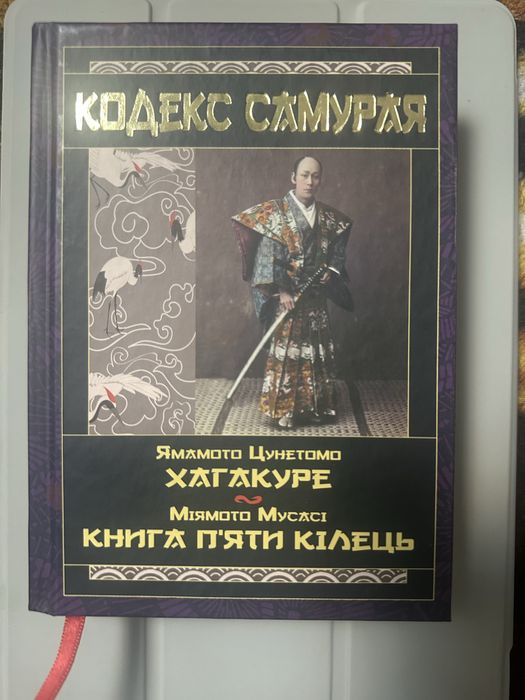 КОДЕКС САМУРАЯ
Ямамото Цунетомо
ХАГАКУРЕ
Міямото Мусасі
КНИГА П'ЯТИ КІЛЕЦЬ